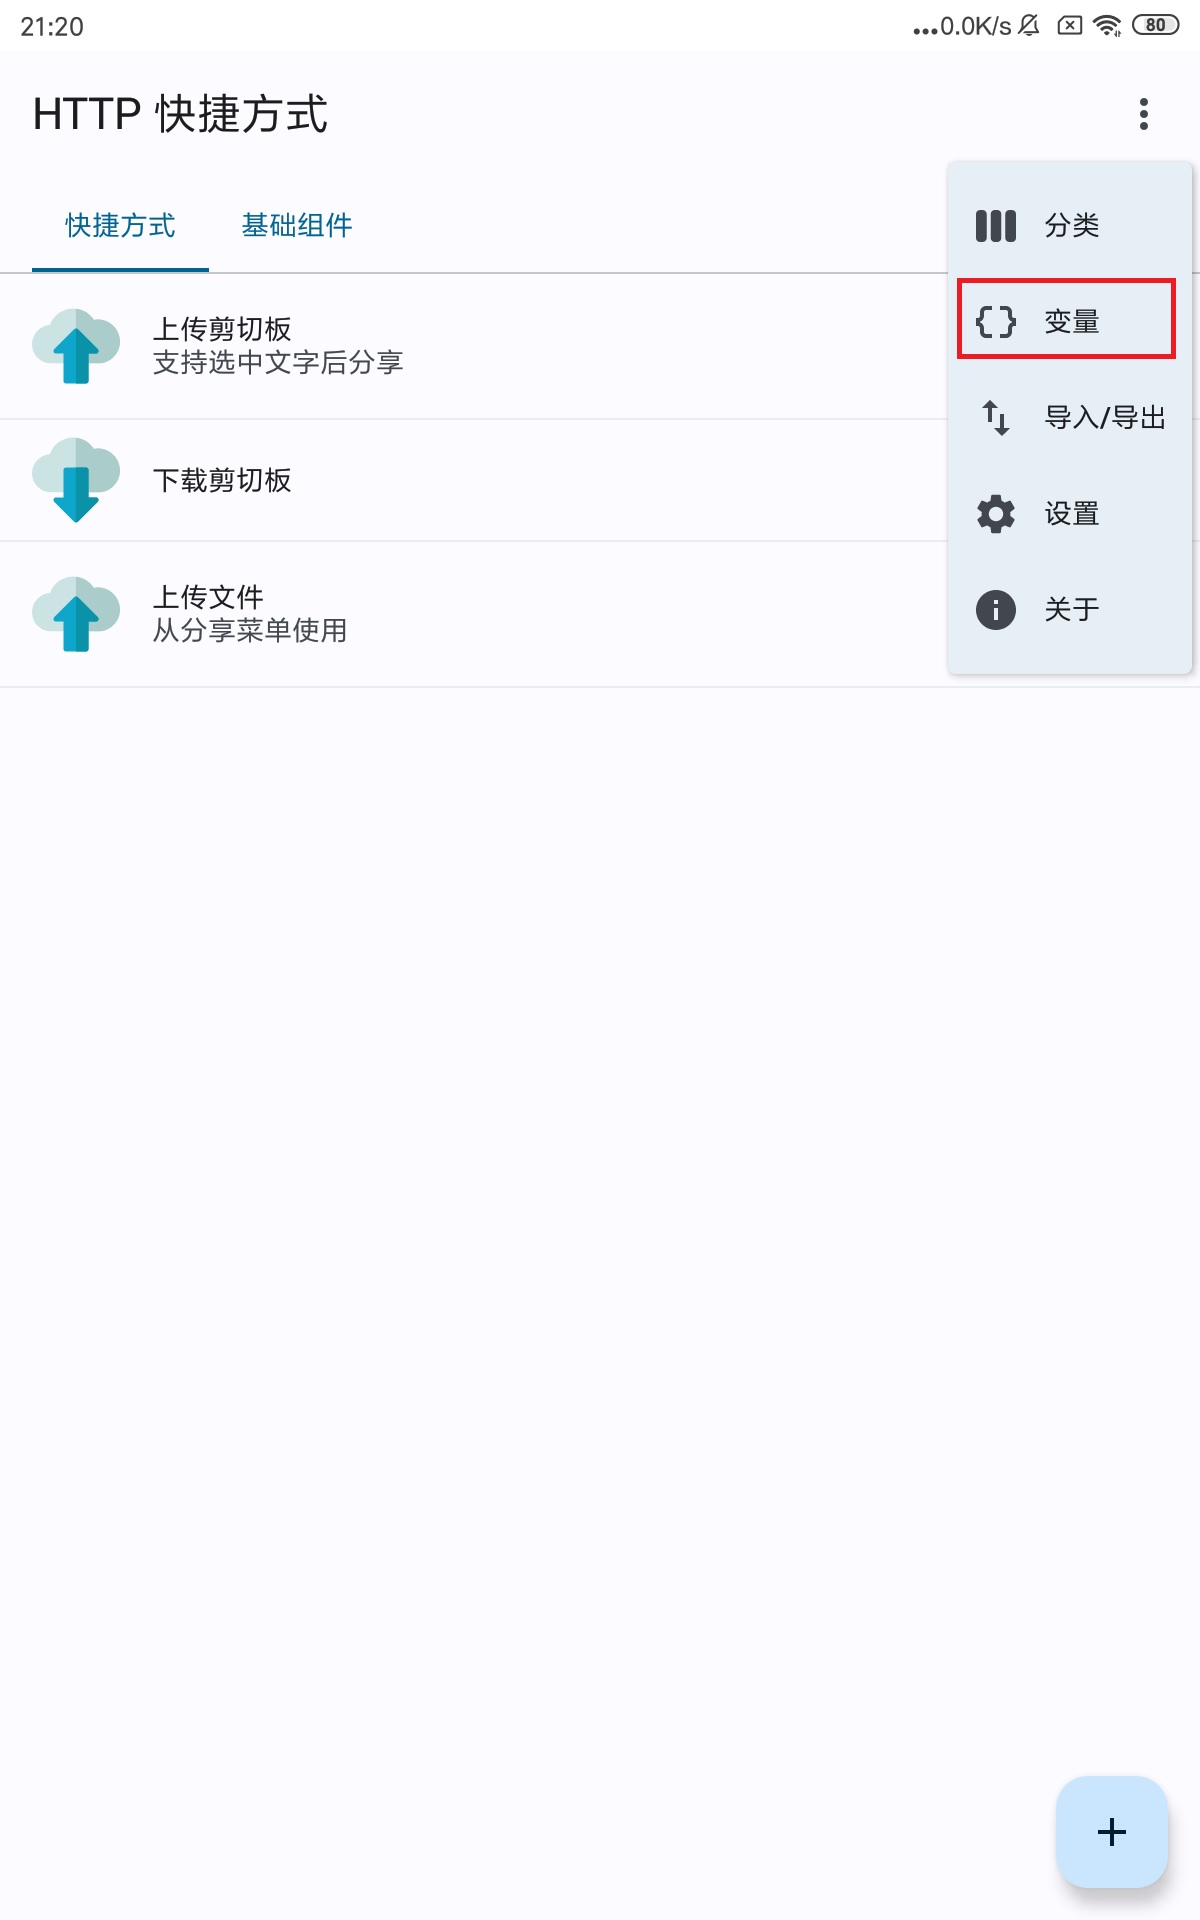 21:20
...0.0K/s
80
HTTP 快捷方式
快捷方式
基础组件
分类
变量
导入/导出
设置
关于
上传剪切板
支持选中文字后分享
下载剪切板
上传文件
从分享菜单使用